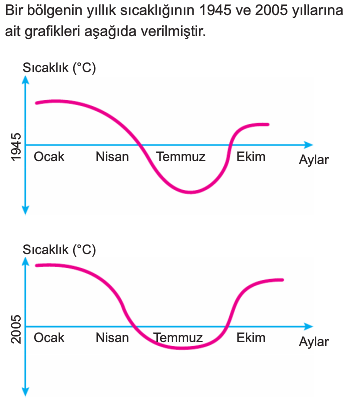 Bir bölgenin yıllık sıcaklığının 1945 ve 2005 yıllarına
ait grafikleri aşağıda verilmiştir.
Sıcaklık (°C)
1945
Ocak Nisan Temmuz Ekim Aylar
Sıcaklık (°C)
2005
Ocak Nisan Temmuz Ekim Aylar